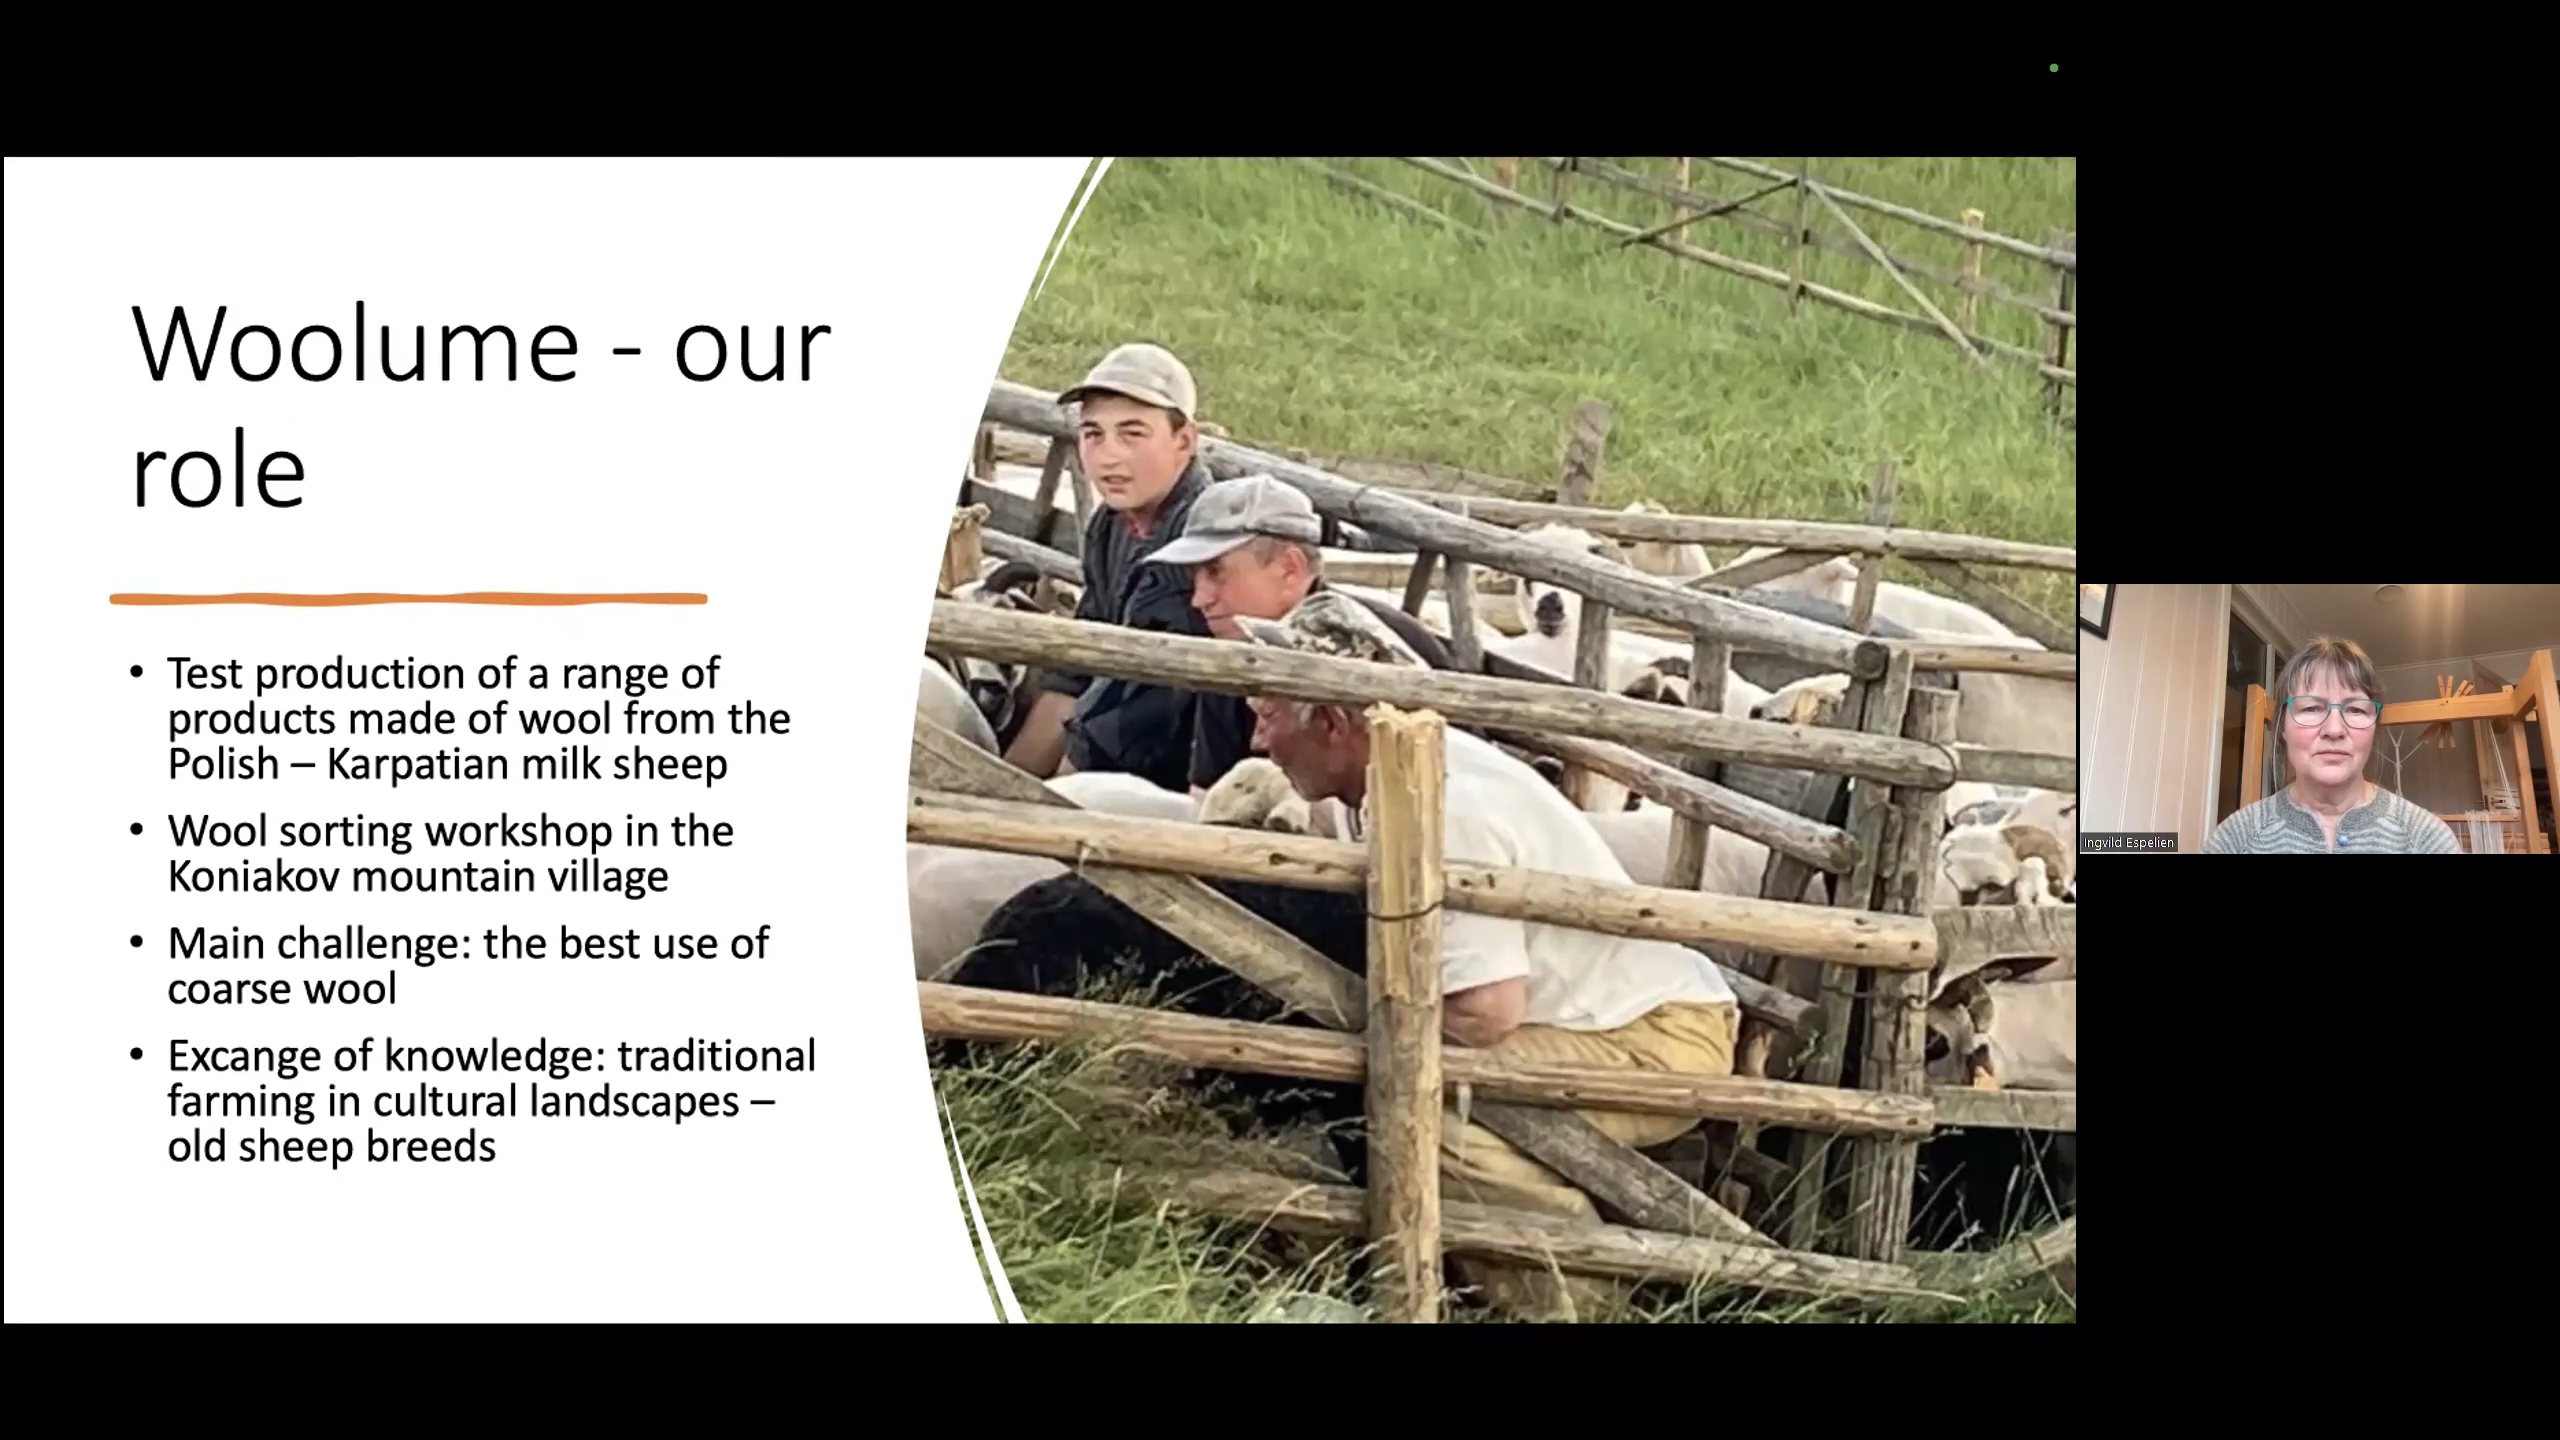 Woolume - our
role
• Test production of a range of
products made of wool from the
Polish – Karpatian milk sheep
• Wool sorting workshop in the
Koniakov mountain village
• Main challenge: the best use of
coarse wool
• Excange of knowledge: traditional
farming in cultural landscapes –
old sheep breeds
Ingvild Espelien